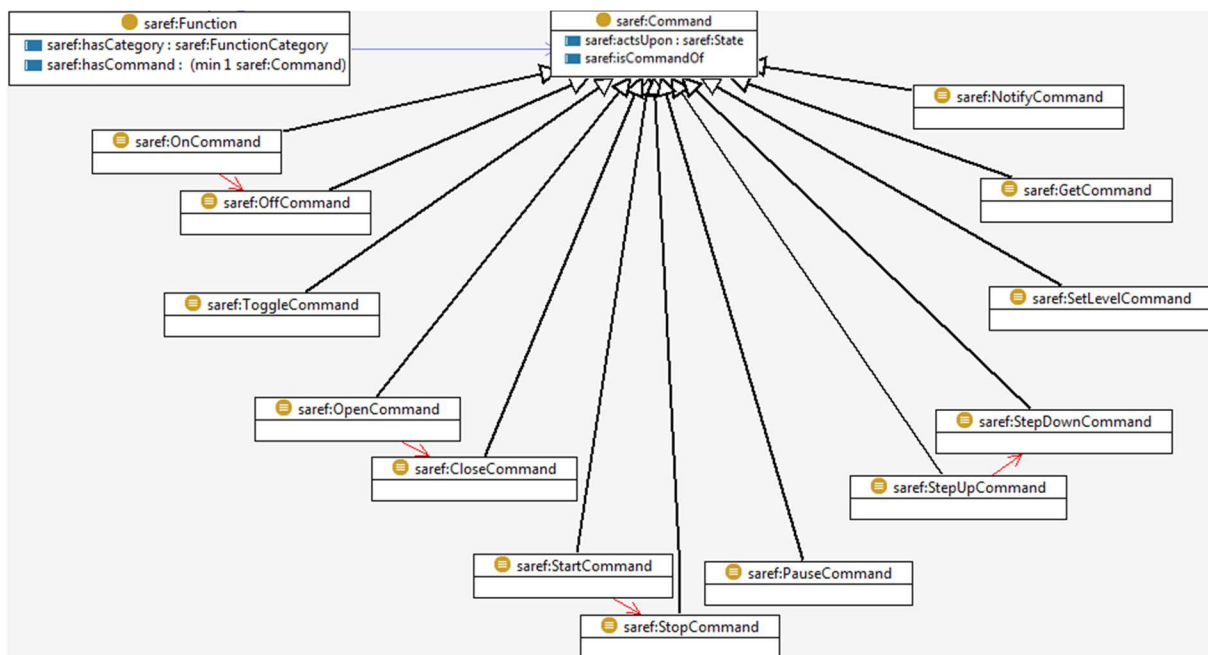 saref:Function
saref:hasCategory : saref:FunctionCategory
saref:hasCommand : (min 1 saref:Command)
saref:Command
saref:actsUpon : saref:State
saref:isCommandOf
saref:NotifyCommand
saref:OnCommand
saref:OffCommand
saref:GetCommand
saref:ToggleCommand
saref:SetLevelCommand
saref:OpenCommand
saref:StepDownCommand
saref:CloseCommand
saref:StepUpCommand
saref:StartCommand
saref:PauseCommand
saref:StopCommand